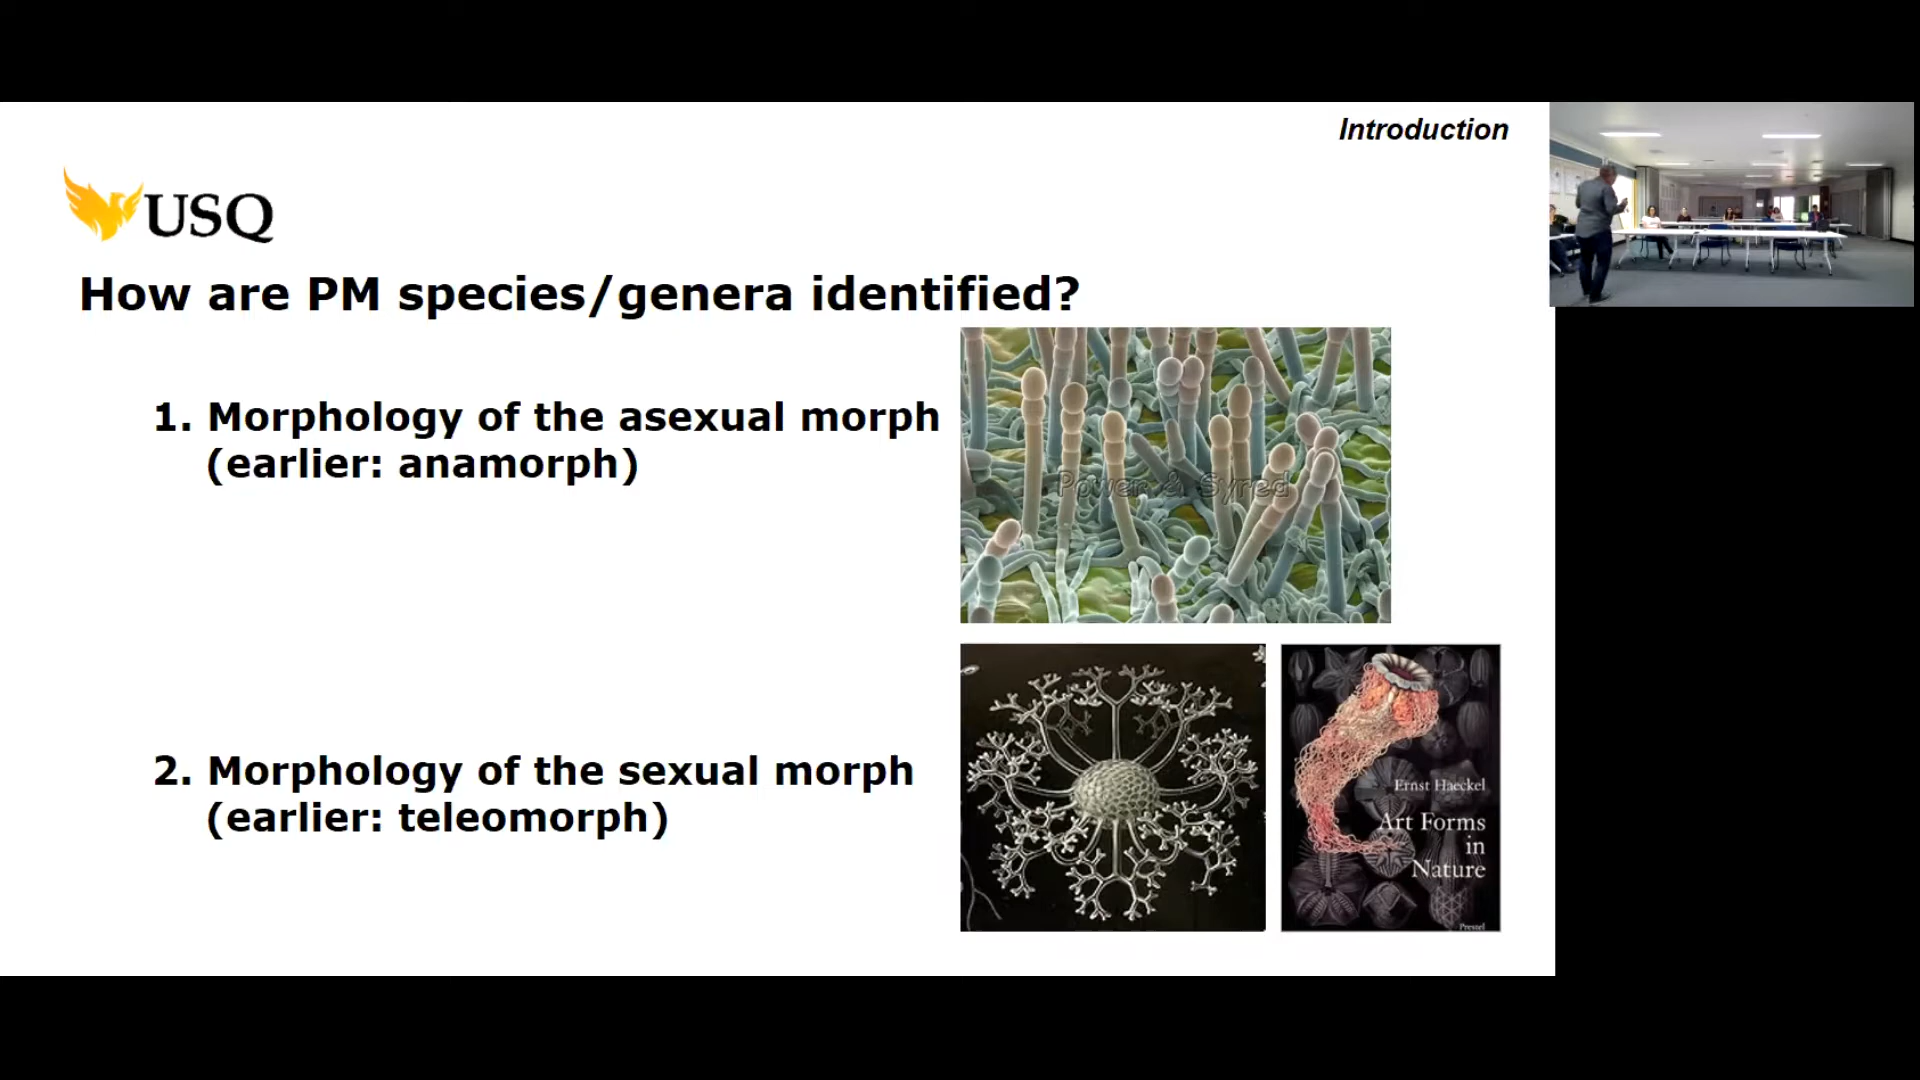 Introduction
USQ
How are PM species/genera identified?
1. Morphology of the asexual morph
(earlier: anamorph)
Power & Syred
2. Morphology of the sexual morph
(earlier: teleomorph)
Ernst Haeckel
Art Forms
in
Nature
Prestel